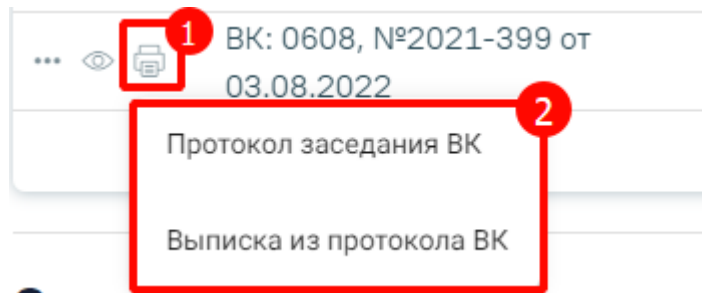 1
ВК: 0608, №2021-399 от
03.08.2022
2
Протокол заседания ВК
Выписка из протокола ВК